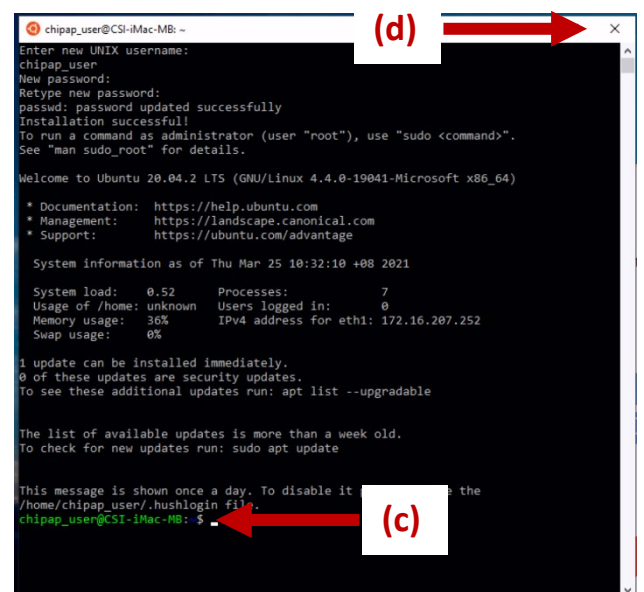 chipap_user@CSI-iMac-MB: ~
(d)
Enter new UNIX username:
chipap_user
New password:
Retype new password:
passwd: password updated successfully
Installation successful!
To run a command as administrator (user "root"), use "sudo <command>".
See "man sudo_root" for details.
Welcome to Ubuntu 20.04.2 LTS (GNU/Linux 4.4.0-19041-Microsoft x86_64)
* Documentation: https://help.ubuntu.com
* Management: https://landscape.canonical.com
* Support: https://ubuntu.com/advantage
System information as of Thu Mar 25 10:32:10 +08 2021
System load: 0.52 Processes: 7
Usage of /home: unknown Users logged in: 0
Memory usage: 36% IPv4 address for eth1: 172.16.207.252
Swap usage: 0%
1 update can be installed immediately.
0 of these updates are security updates.
To see these additional updates run: apt list --upgradable
The list of available updates is more than a week old.
To check for new updates run: sudo apt update
This message is shown once a day. To disable it the
/home/chipap_user/.hushlogin file.
chipap_user@CSI-iMac-MB:~$
(c)